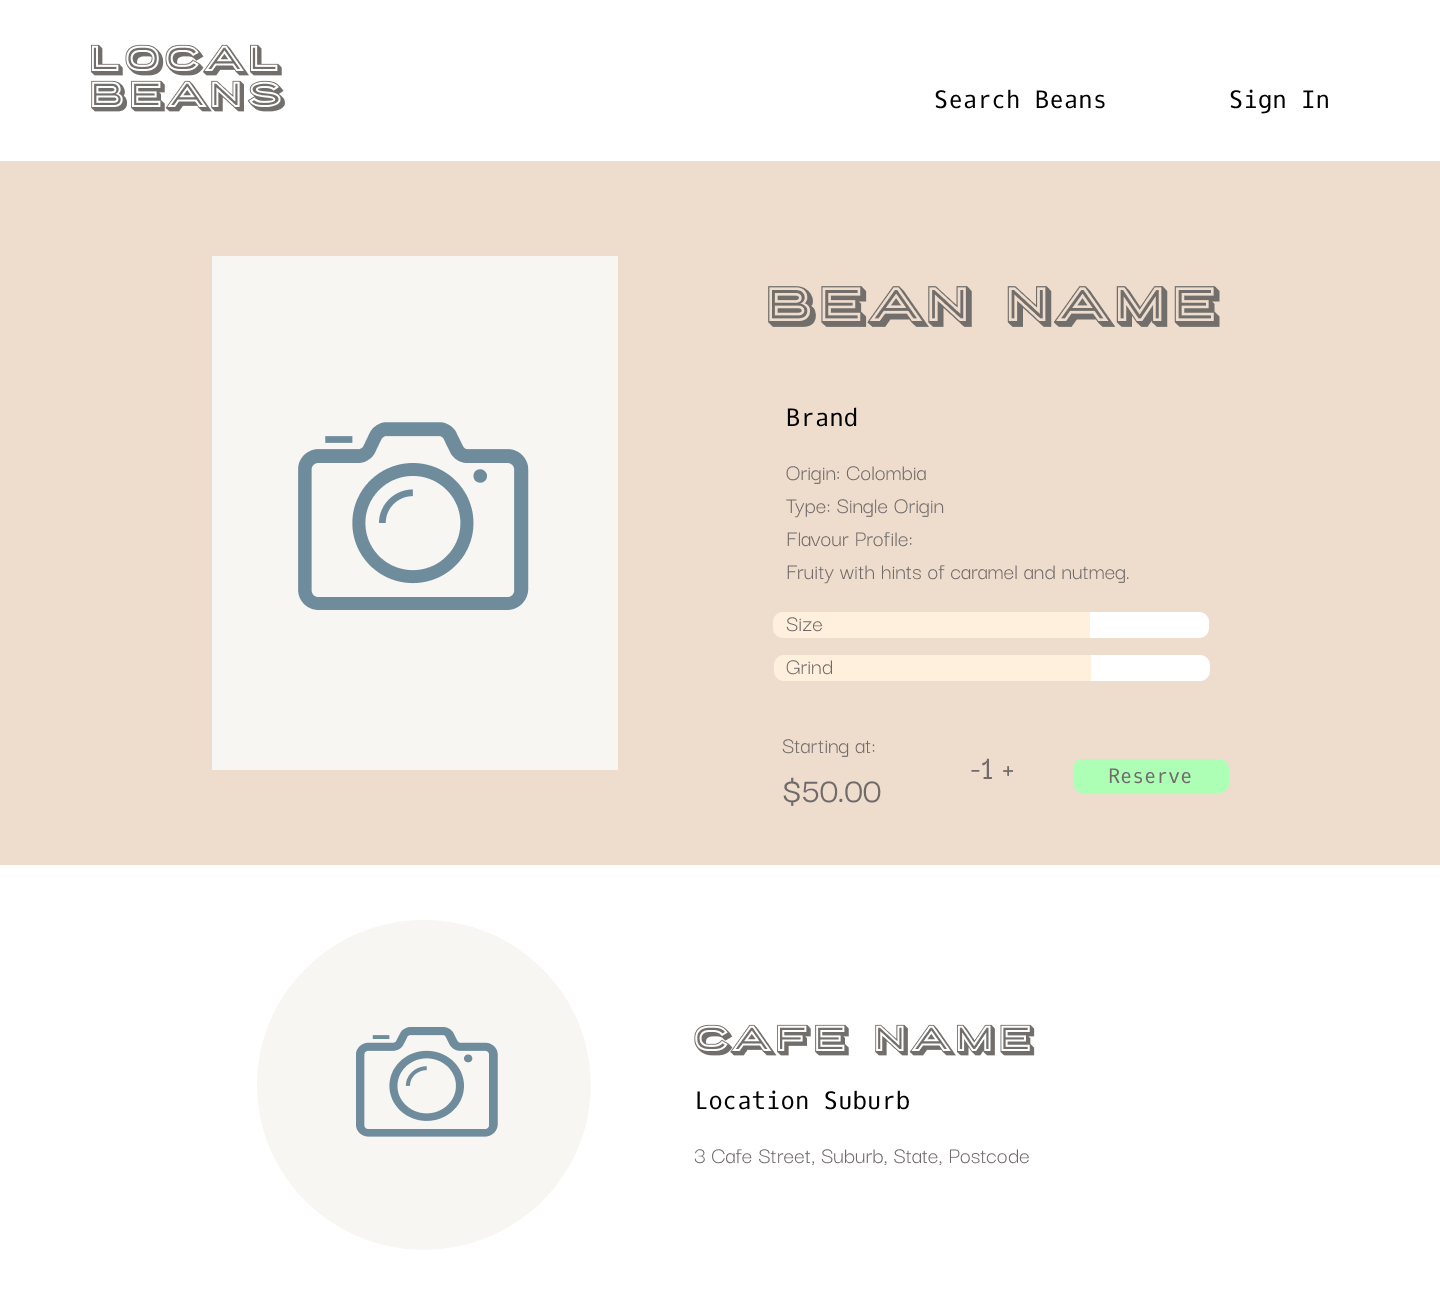 LOCAL
BEANS
Search Beans
Sign In
BEAN NAME
Brand
Origin: Colombia
Type: Single Origin
Flavour Profile:
Fruity with hints of caramel and nutmeg.
Size
Grind
Starting at:
$50.00
-1 +
Reserve
CAFE NAME
Location Suburb
3 Cafe Street, Suburb, State, Postcode